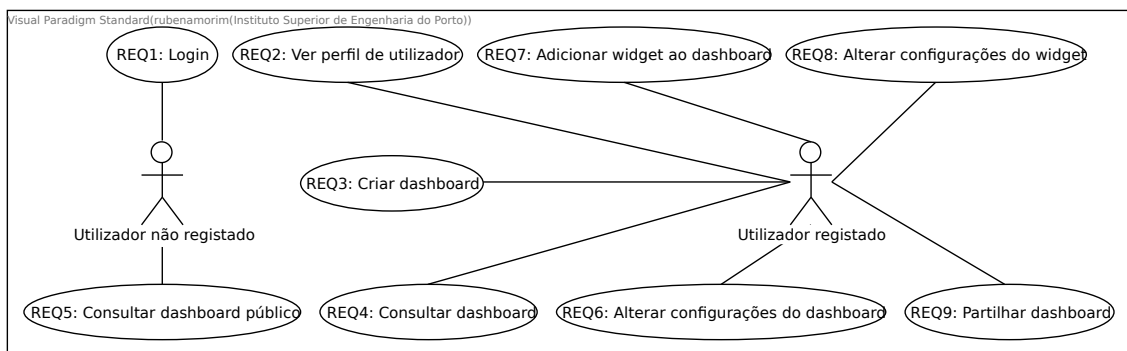 Visual Paradigm Standard(rubenamorim(Instituto Superior de Engenharia do Porto))
REQ1: Login
REQ2: Ver perfil de utilizador
REQ7: Adicionar widget ao dashboard
REQ8: Alterar configurações do widget
REQ3: Criar dashboard
Utilizador não registado
Utilizador registado
REQ5: Consultar dashboard público
REQ4: Consultar dashboard
REQ6: Alterar configurações do dashboard
REQ9: Partilhar dashboard